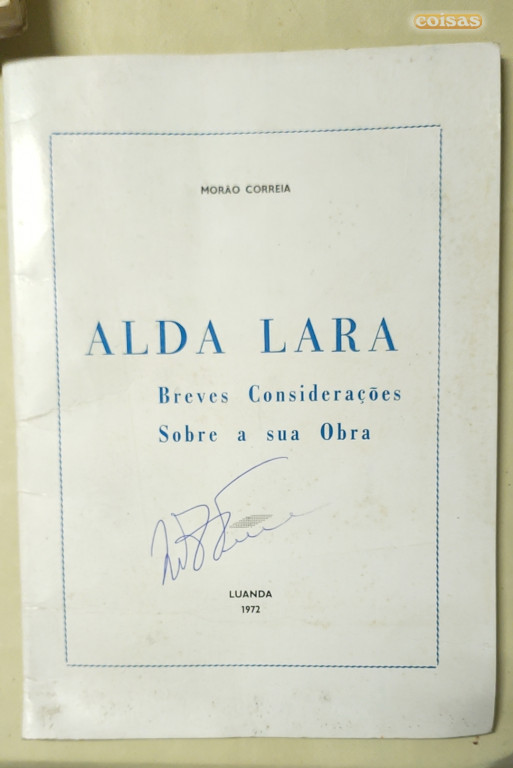 coisas
MORÃO CORREIA
ALDA LARA
Breves Considerações
Sobre a sua Obra
LUANDA
1972